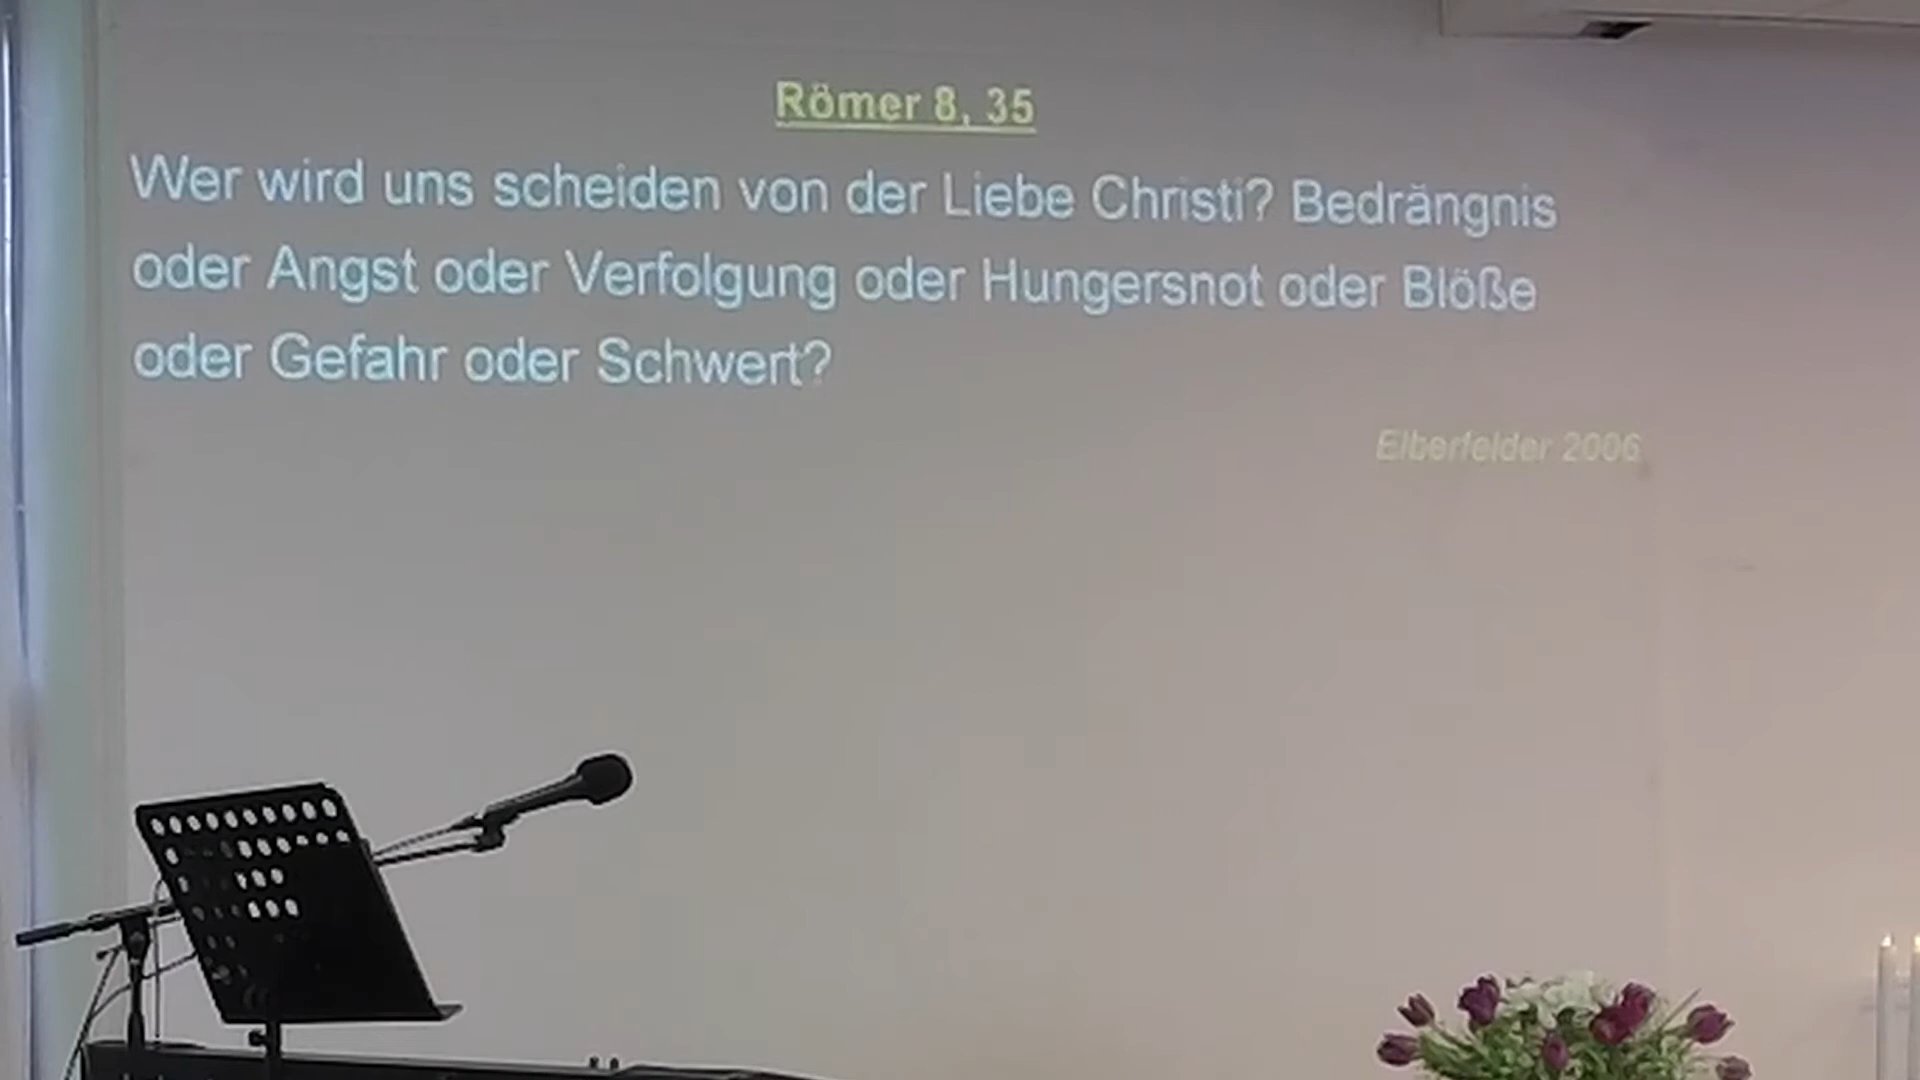 Römer 8, 35
Wer wird uns scheiden von der Liebe Christi? Bedrängnis
oder Angst oder Verfolgung oder Hungersnot oder Blöße
oder Gefahr oder Schwert?
Elberfelder 2006